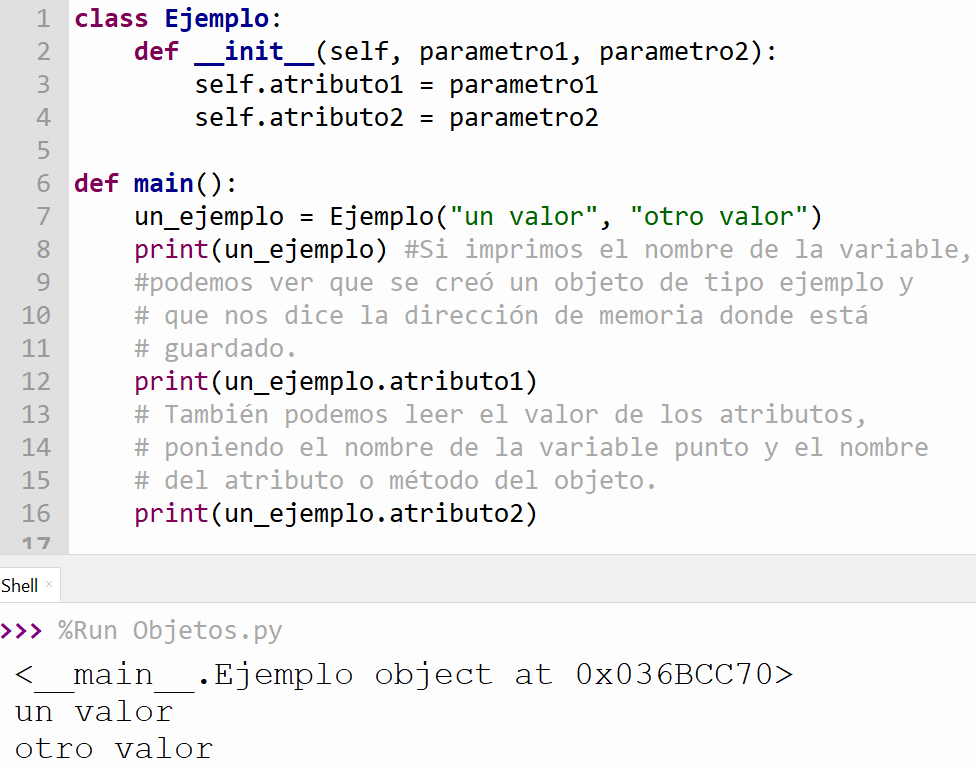 1 class Ejemplo:
2     def __init__(self, parametro1, parametro2):
3         self.atributo1 = parametro1
4         self.atributo2 = parametro2
5
6 def main():
7     un_ejemplo = Ejemplo("un valor", "otro valor")
8     print(un_ejemplo) #Si imprimos el nombre de la variable,
9     #podemos ver que se creó un objeto de tipo ejemplo y
10     # que nos dice la dirección de memoria donde está
11     # guardado.
12     print(un_ejemplo.atributo1)
13     # También podemos leer el valor de los atributos,
14     # poniendo el nombre de la variable punto y el nombre
15     # del atributo o método del objeto.
16     print(un_ejemplo.atributo2)
17
Shell ×
>>> %Run Objetos.py
<__main__.Ejemplo object at 0x036BCC70>
un valor
otro valor